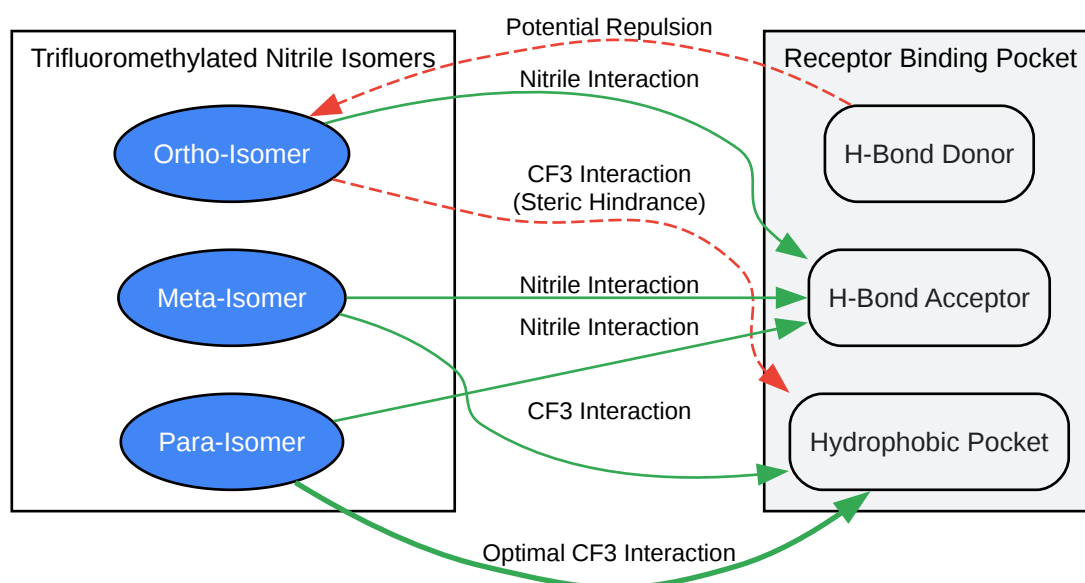 Potential Repulsion
Trifluoromethylated Nitrile Isomers
Receptor Binding Pocket
Nitrile Interaction
Ortho-Isomer
H-Bond Donor
CF3 Interaction
(Steric Hindrance)
Meta-Isomer
Nitrile Interaction
H-Bond Acceptor
Nitrile Interaction
CF3 Interaction
Para-Isomer
Hydrophobic Pocket
Optimal CF3 Interaction